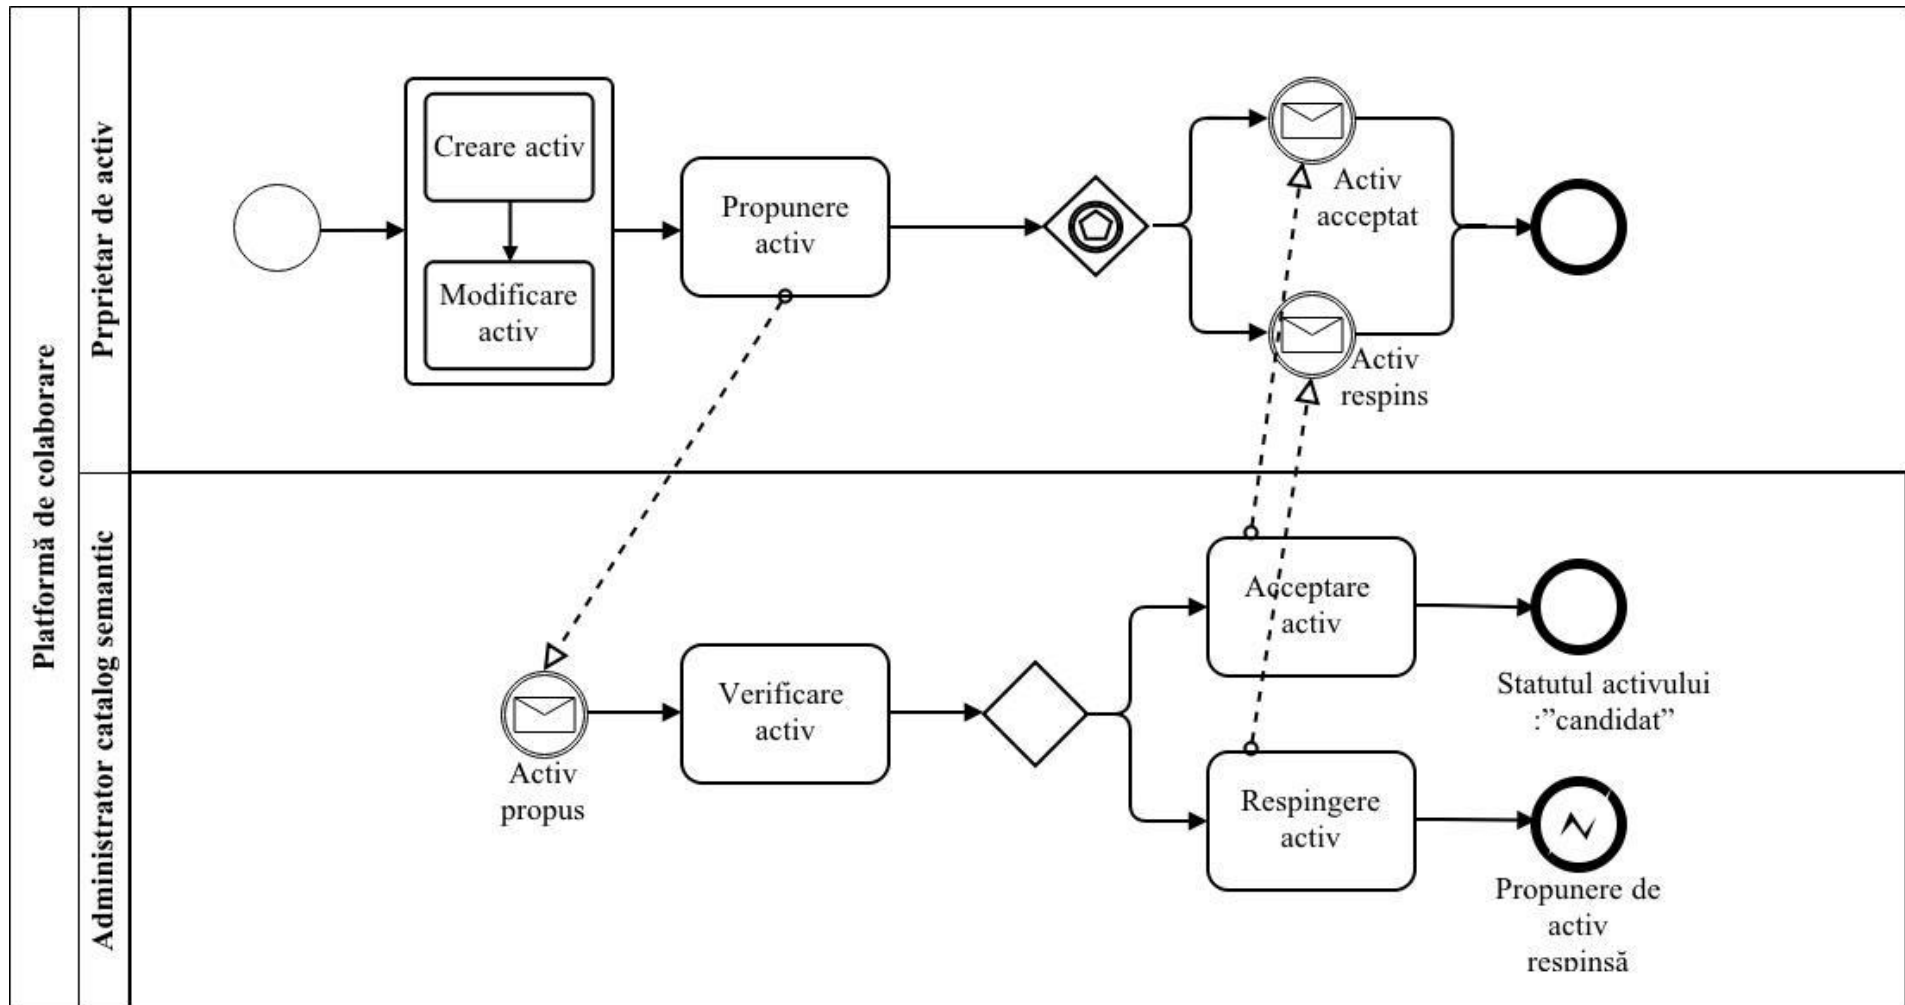 Platformă de colaborare
Prprietar de activ
Creare activ
Modificare
activ
Propunere
activ
Activ
acceptat
Activ
respins
Administrator catalog semantic
Activ
propus
Verificare
activ
Acceptare
activ
Respingere
activ
Statutul activului
:”candidat”
Propunere de
activ
respinsă